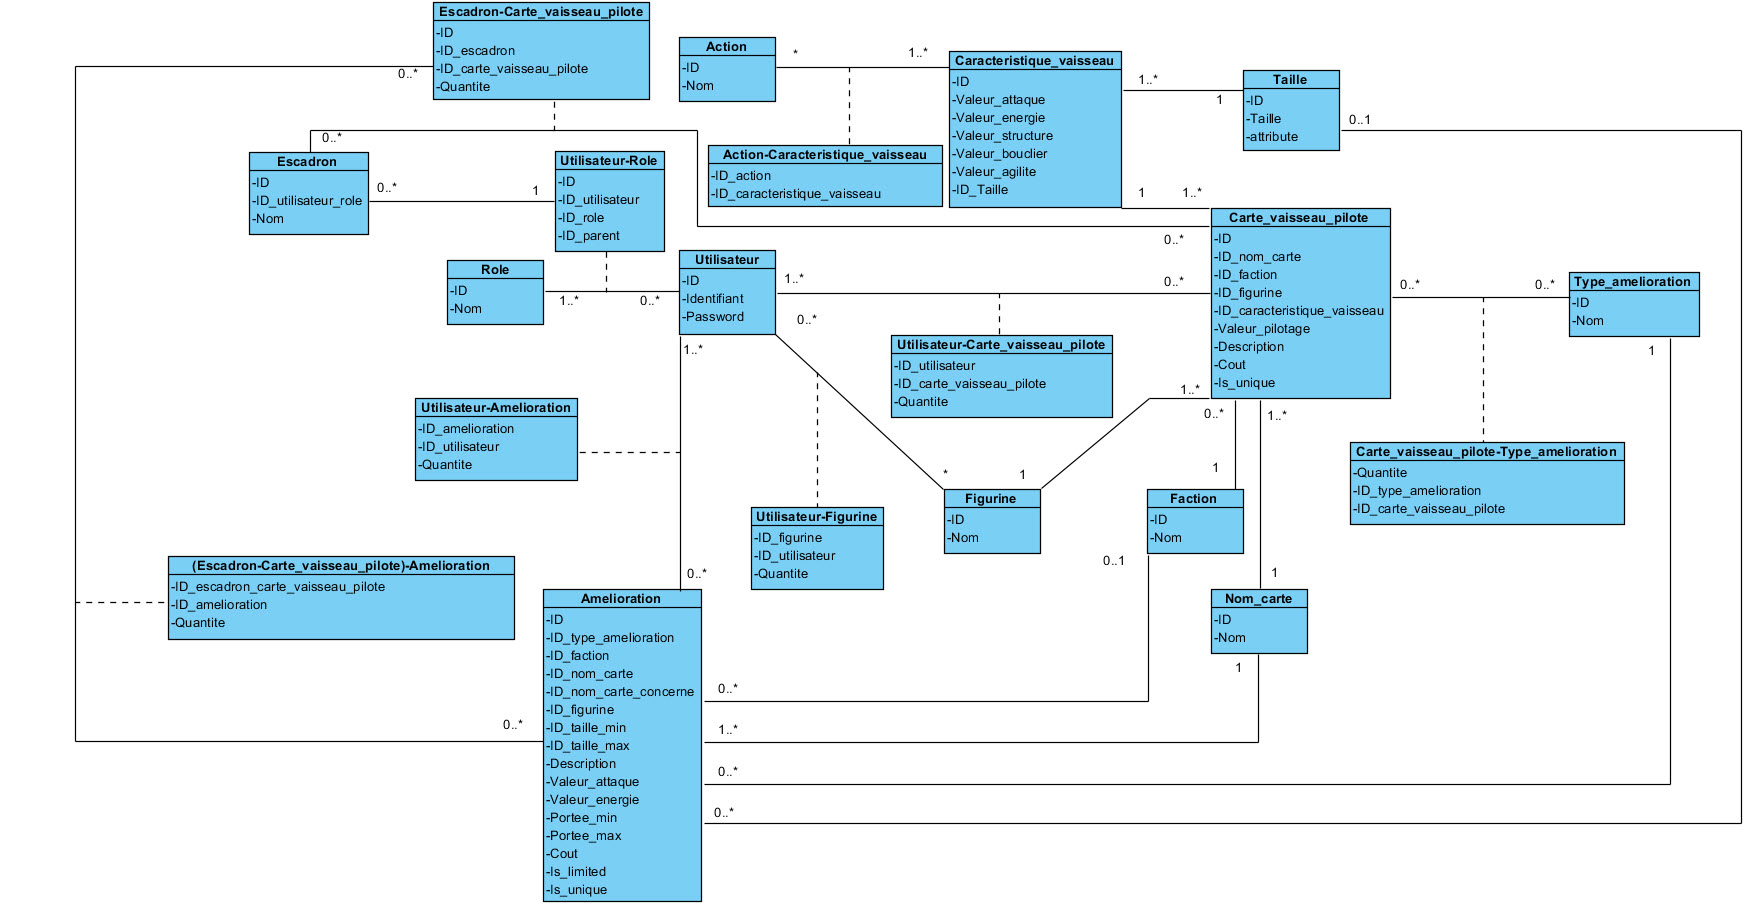 Escadron-Carte_vaisseau_pilote
-ID
-ID_escadron
-ID_carte_vaisseau_pilote
-Quantite
0..*
Action
-ID
-Nom
*
1..*
Caracteristique_vaisseau
-ID
-Valeur_attaque
-Valeur_energie
-Valeur_structure
-Valeur_bouclier
-Valeur_agilite
-ID_Taille
1..*
1
Taille
-ID
-Taille
-attribute
0..1
0..*
Escadron
-ID
-ID_utilisateur_role
-Nom
0..*
1
Utilisateur-Role
-ID
-ID_utilisateur
-ID_role
-ID_parent
Action-Caracteristique_vaisseau
-ID_action
-ID_caracteristique_vaisseau
1
1..*
0..*
Carte_vaisseau_pilote
-ID
-ID_nom_carte
-ID_faction
-ID_figurine
-ID_caracteristique_vaisseau
-Valeur_pilotage
-Description
-Cout
-Is_unique
Role
-ID
-Nom
1..*
0..*
Utilisateur
-ID
-Identifiant
-Password
1..*
0..*
0..*
1..*
0..*
0..*
Type_amelioration
-ID
-Nom
1
Utilisateur-Carte_vaisseau_pilote
-ID_utilisateur
-ID_carte_vaisseau_pilote
-Quantite
1..*
0..*
1..*
Utilisateur-Amelioration
-ID_amelioration
-ID_utilisateur
-Quantite
Carte_vaisseau_pilote-Type_amelioration
-Quantite
-ID_type_amelioration
-ID_carte_vaisseau_pilote
*
1
1
Figurine
-ID
-Nom
Faction
-ID
-Nom
0..1
Utilisateur-Figurine
-ID_figurine
-ID_utilisateur
-Quantite
(Escadron-Carte_vaisseau_pilote)-Amelioration
-ID_escadron_carte_vaisseau_pilote
-ID_amelioration
-Quantite
0..*
1
Nom_carte
-ID
-Nom
1
Amelioration
-ID
-ID_type_amelioration
-ID_faction
-ID_nom_carte
-ID_nom_carte_concerne
-ID_figurine
-ID_taille_min
-ID_taille_max
-Description
-Valeur_attaque
-Valeur_energie
-Portee_min
-Portee_max
-Cout
-Is_limited
-Is_unique
0..*
0..*
1..*
0..*
0..*